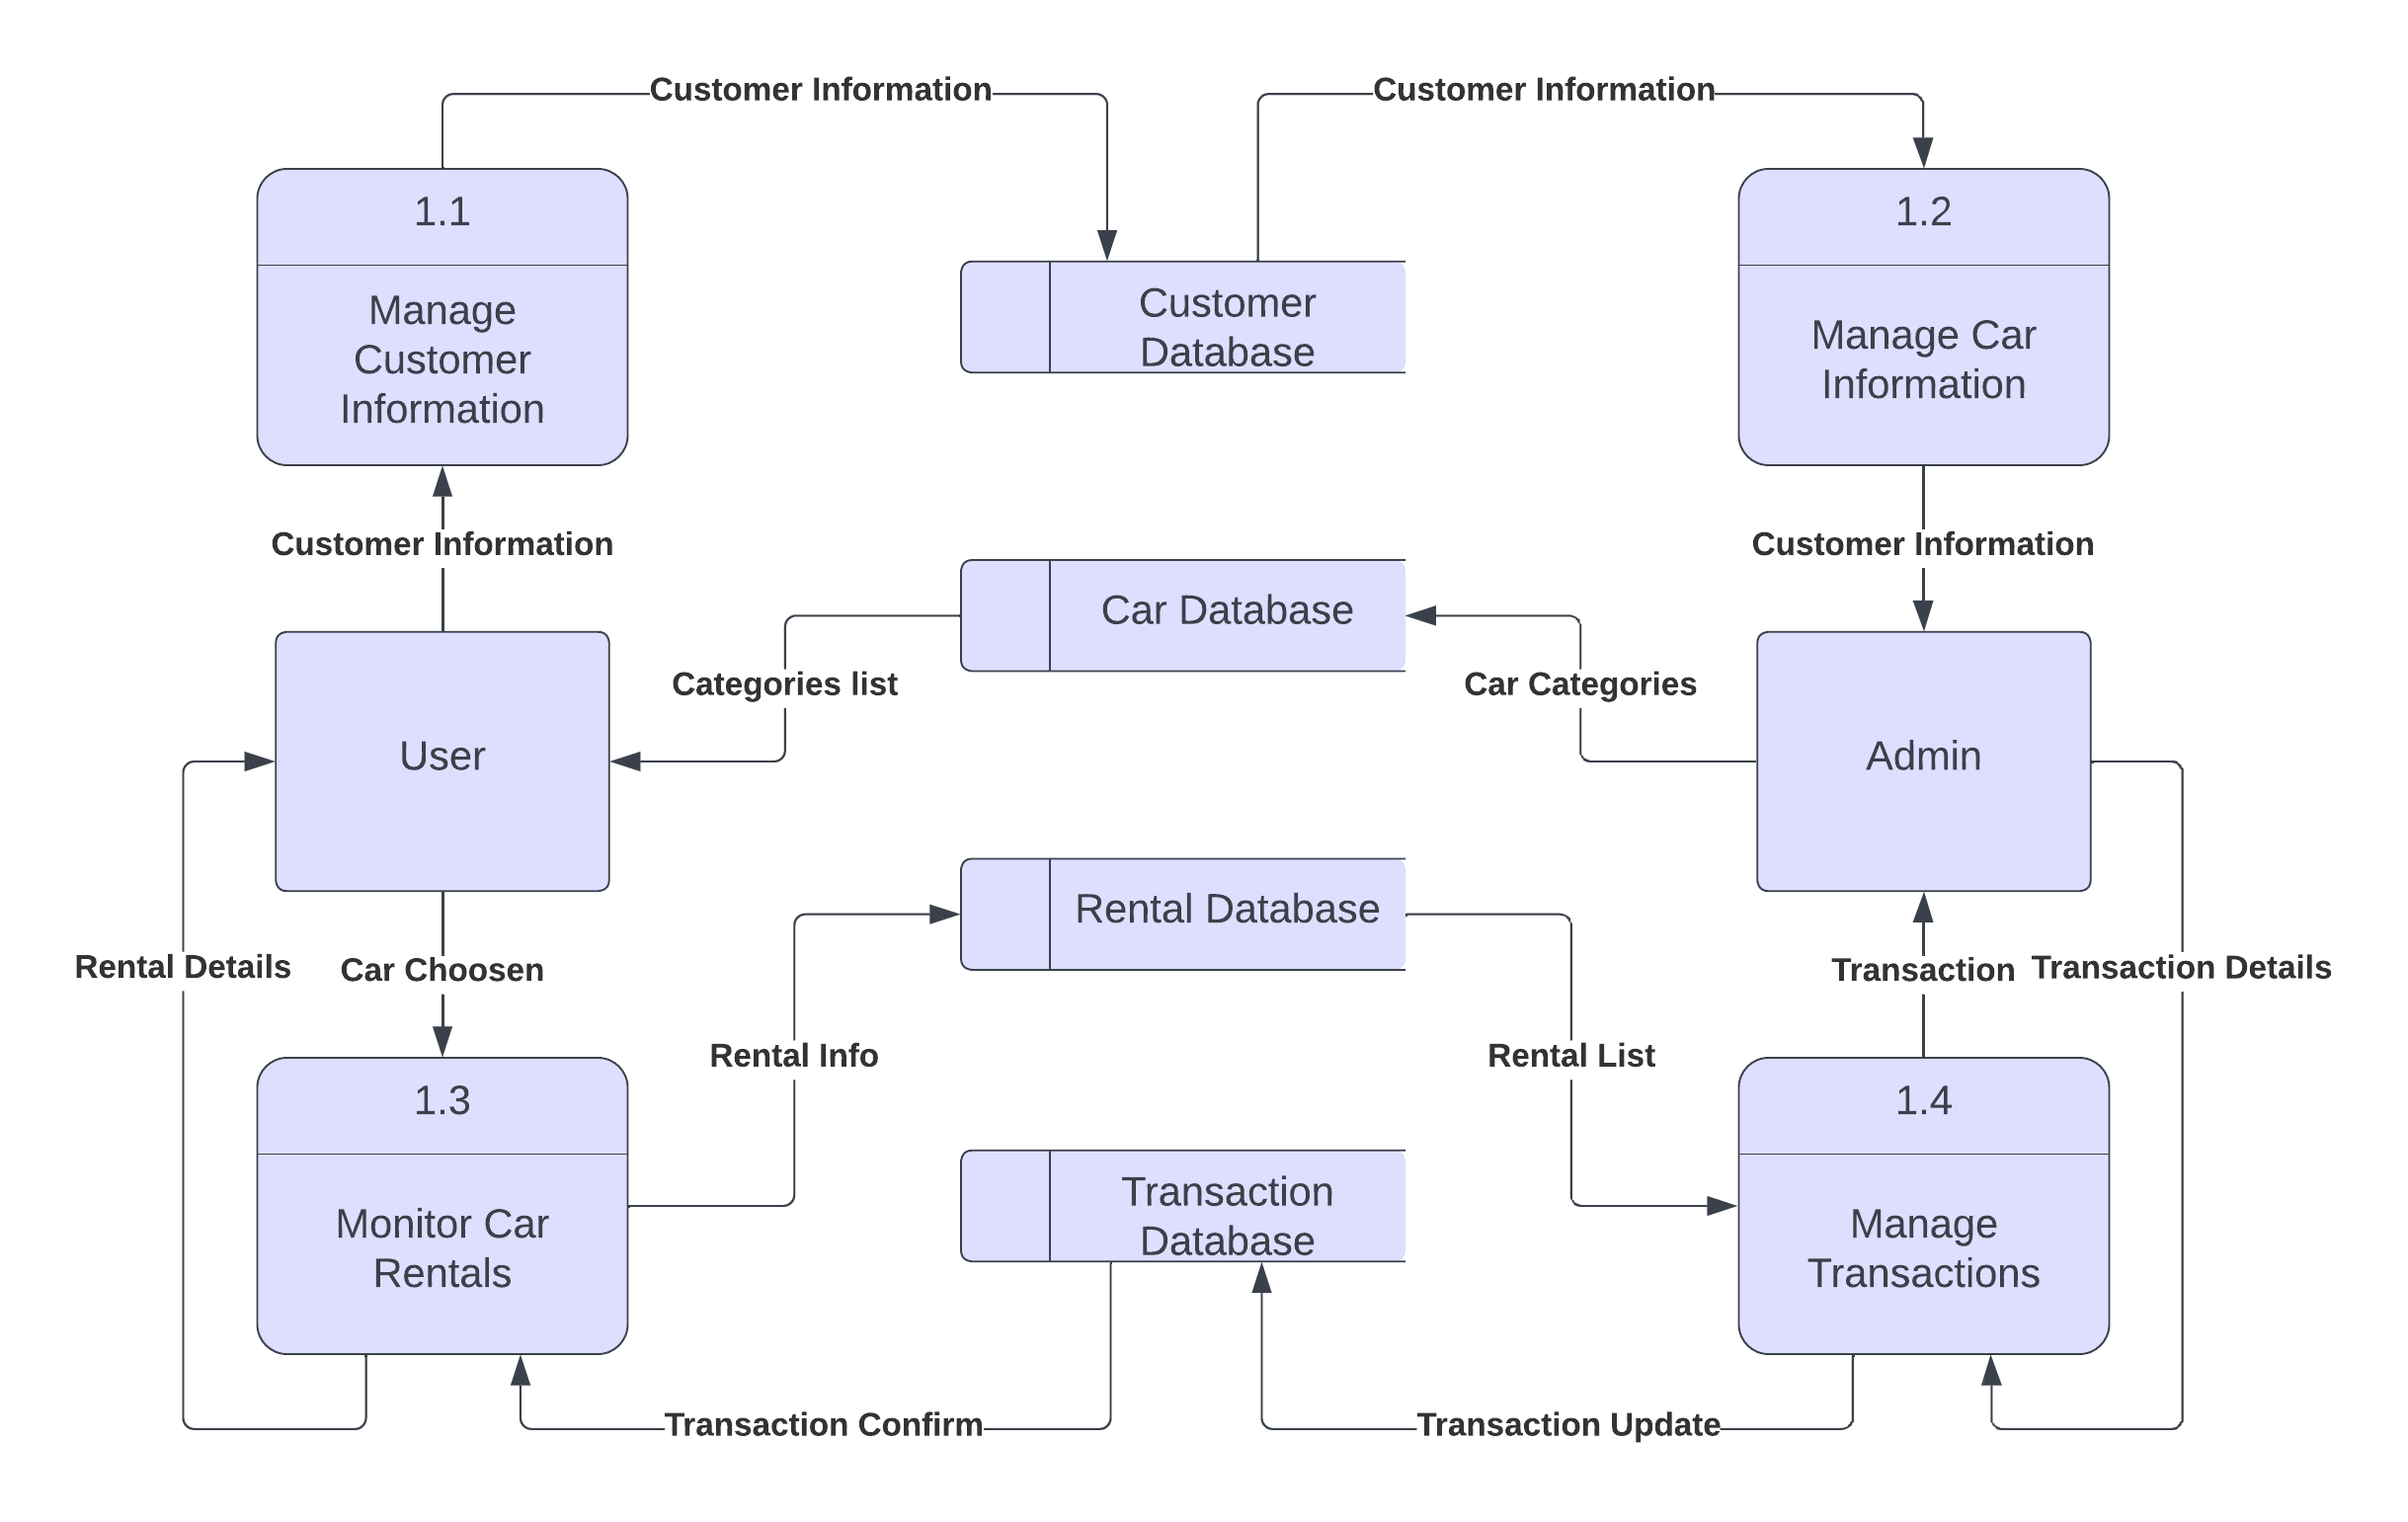 Customer Information
Customer Information
1.1
Manage
Customer
Information
Customer
Database
1.2
Manage Car
Information
Customer Information
Customer Information
Car Database
Categories list
Car Categories
User
Admin
Rental Database
Rental Details
Car Choosen
Transaction
Transaction Details
Rental Info
Rental List
1.3
Monitor Car
Rentals
Transaction
Database
1.4
Manage
Transactions
Transaction Confirm
Transaction Update